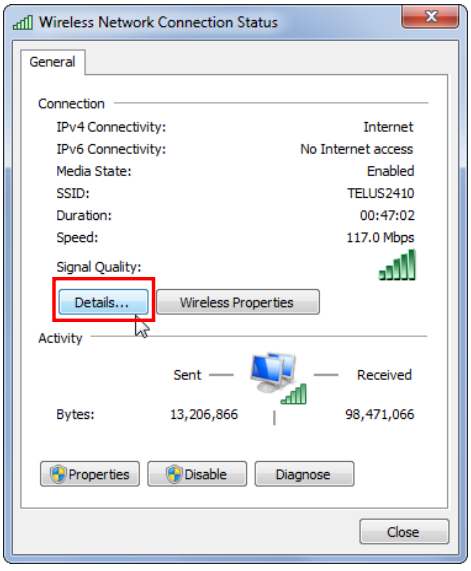 Wireless Network Connection Status
General
Connection
IPv4 Connectivity: Internet
IPv6 Connectivity: No Internet access
Media State: Enabled
SSID: TELUS2410
Duration: 00:47:02
Speed: 117.0 Mbps
Signal Quality:
Details... Wireless Properties
Activity
Sent Received
Bytes: 13,206,866 98,471,066
Properties Disable Diagnose
Close